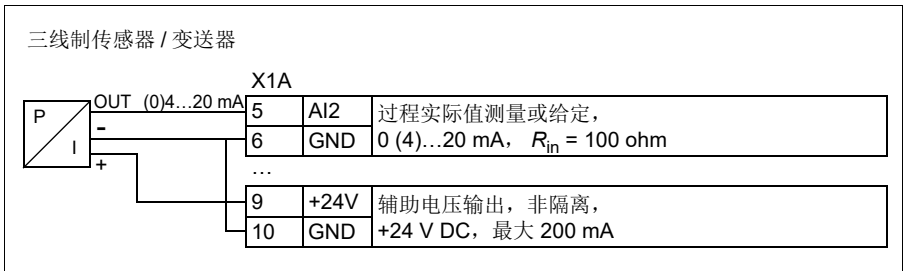 三线制传感器 / 变送器
X1A
P
I
OUT (0)4…20 mA
-
+
5 AI2 过程实际值测量或给定，
6 GND 0 (4)…20 mA， Rin = 100 ohm
…
9 +24V 辅助电压输出，非隔离，
10 GND +24 V DC，最大 200 mA